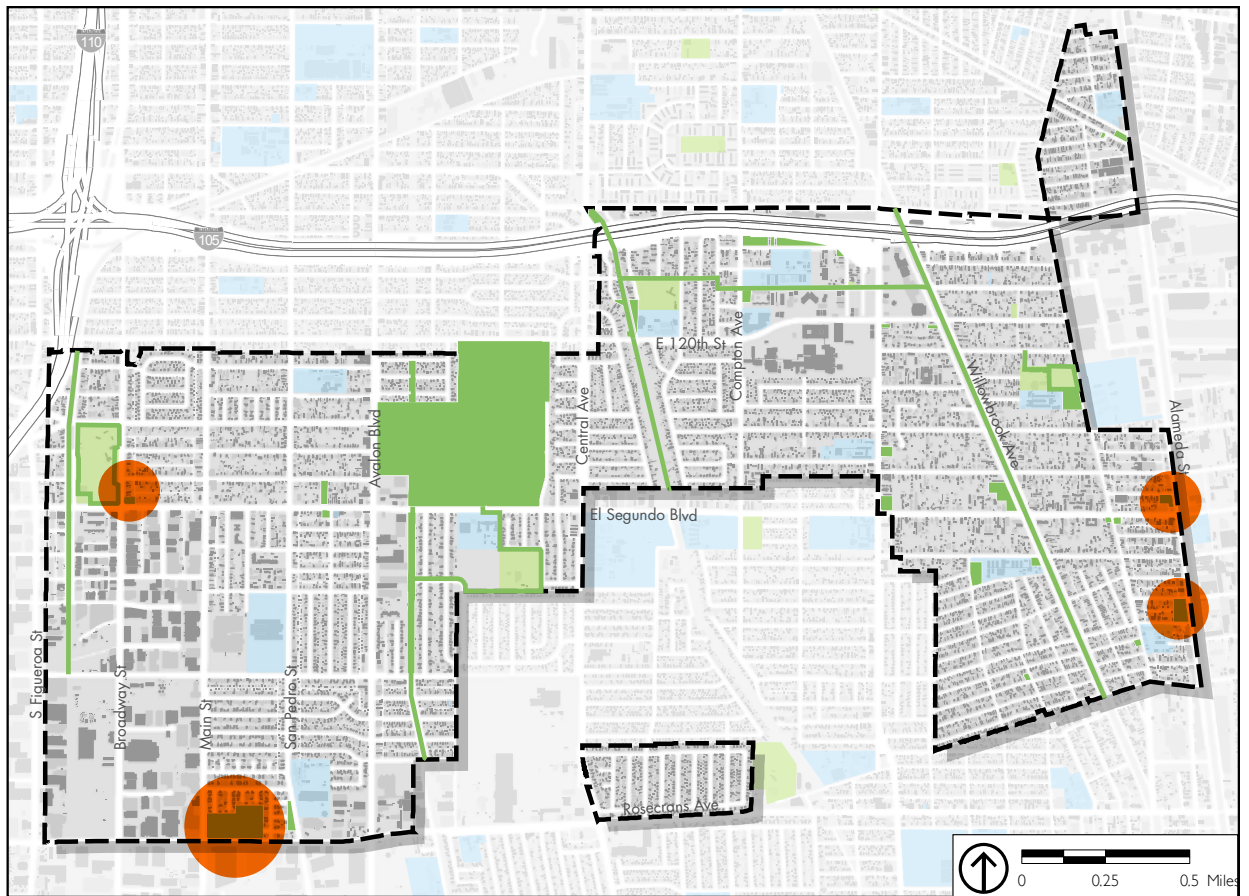 110
105
E 120th St
Compton Ave
Willowbrook Ave
Alameda St
Avalon Blvd
Central Ave
El Segundo Blvd
S Figueroa St
Broadway St
Main St
San Pedro St
Rosecrans Ave
0 0.25 0.5 Miles